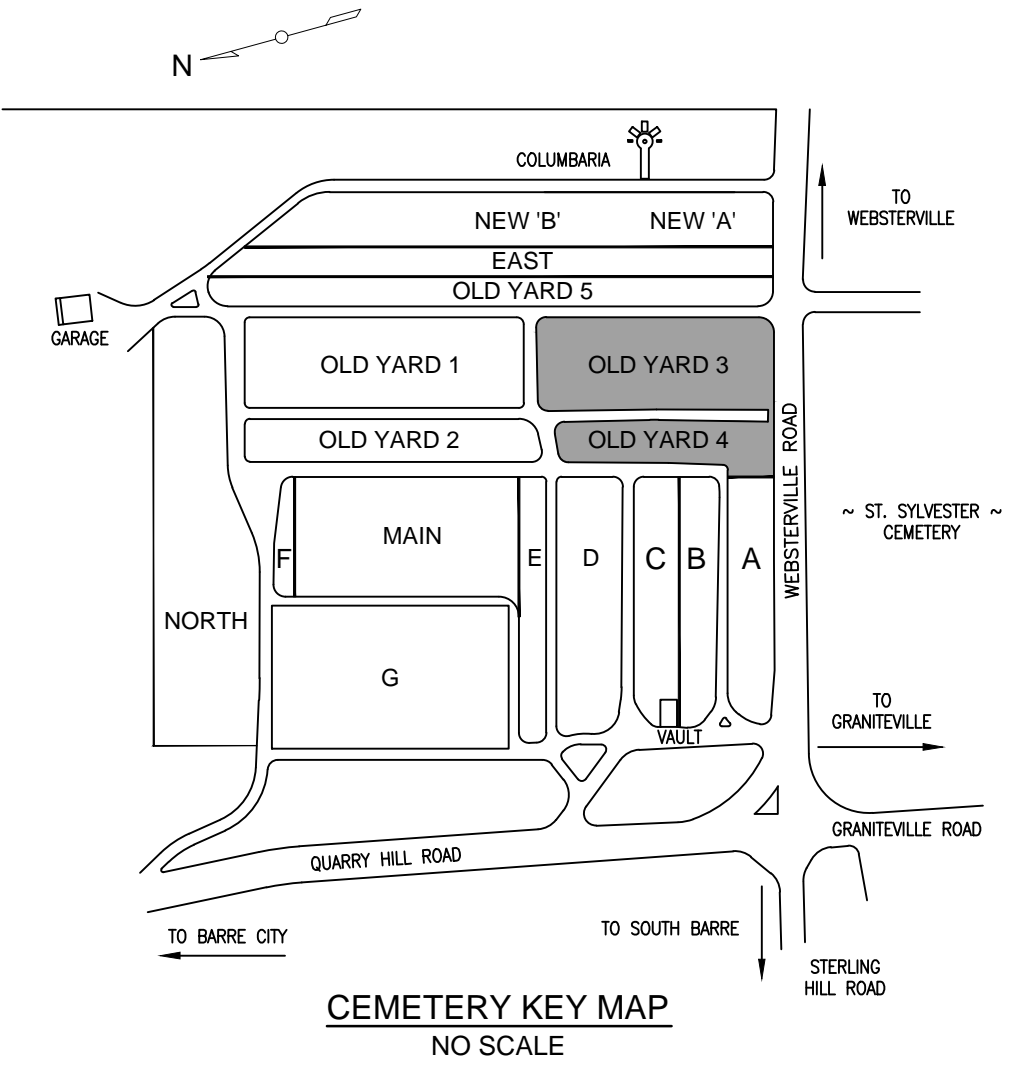 N
COLUMBARIA
TO
WEBSTERVILLE
NEW 'B'
NEW 'A'
EAST
OLD YARD 5
GARAGE
OLD YARD 1
OLD YARD 3
OLD YARD 2
OLD YARD 4
WEBSTERVILLE ROAD
~ ST. SYLVESTER ~
CEMETERY
MAIN
F
E
D
C
B
A
NORTH
G
TO
GRANITEVILLE
VAULT
GRANITEVILLE ROAD
QUARRY HILL ROAD
TO BARRE CITY
TO SOUTH BARRE
STERLING
HILL ROAD
CEMETERY KEY MAP
NO SCALE